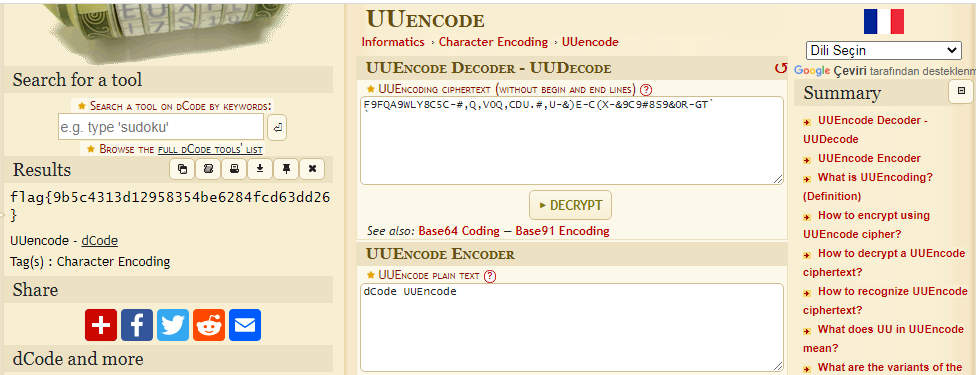 UUencode
Informatics › Character Encoding › UUencode
Search for a tool
Search a tool on dCode by keywords:
e.g. type 'sudoku'
Browse the full dCode tools' list
Results
flag{9b5c4313d12958354be6284fcd63dd26
}
UUencode - dCode
Tag(s) : Character Encoding
Share
dCode and more
UUEncode Decoder - UUDecode
UUEncoding ciphertext (without begin and end lines) ?
F9FQA9WLY8C5C-#,Q,V0Q,CDU.#,U-&)E-C(X-&9C9#8S9&0R-GT`
`
► DECRYPT
See also: Base64 Coding — Base91 Encoding
UUEncode Encoder
UUEncode plain text ?
dCode UUEncode
Dili Seçin
Google Çeviri tarafından desteklenm
Summary
UUEncode Decoder -
UUDecode
UUEncode Encoder
What is UUEncoding?
(Definition)
How to encrypt using
UUEncode cipher?
How to decrypt a UUEncode
ciphertext?
How to recognize UUEncode
ciphertext?
What does UU in UUEncode
mean?
What are the variants of the